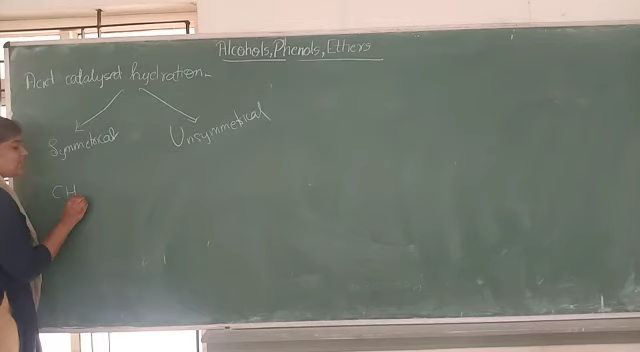 Alcohols, Phenols, Ethers
Acid catalysed hydration-
Symmetrical
Unsymmetrical
CH